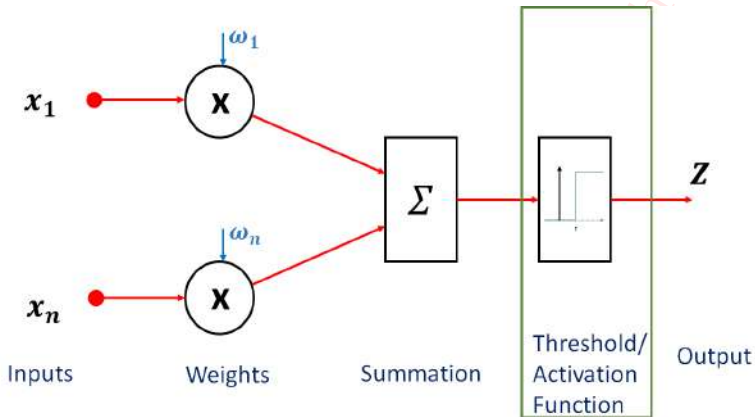 ω₁
x₁
X
Σ
Z
ωₙ
xₙ
X
Inputs
Weights
Summation
Threshold/
Activation
Function
Output